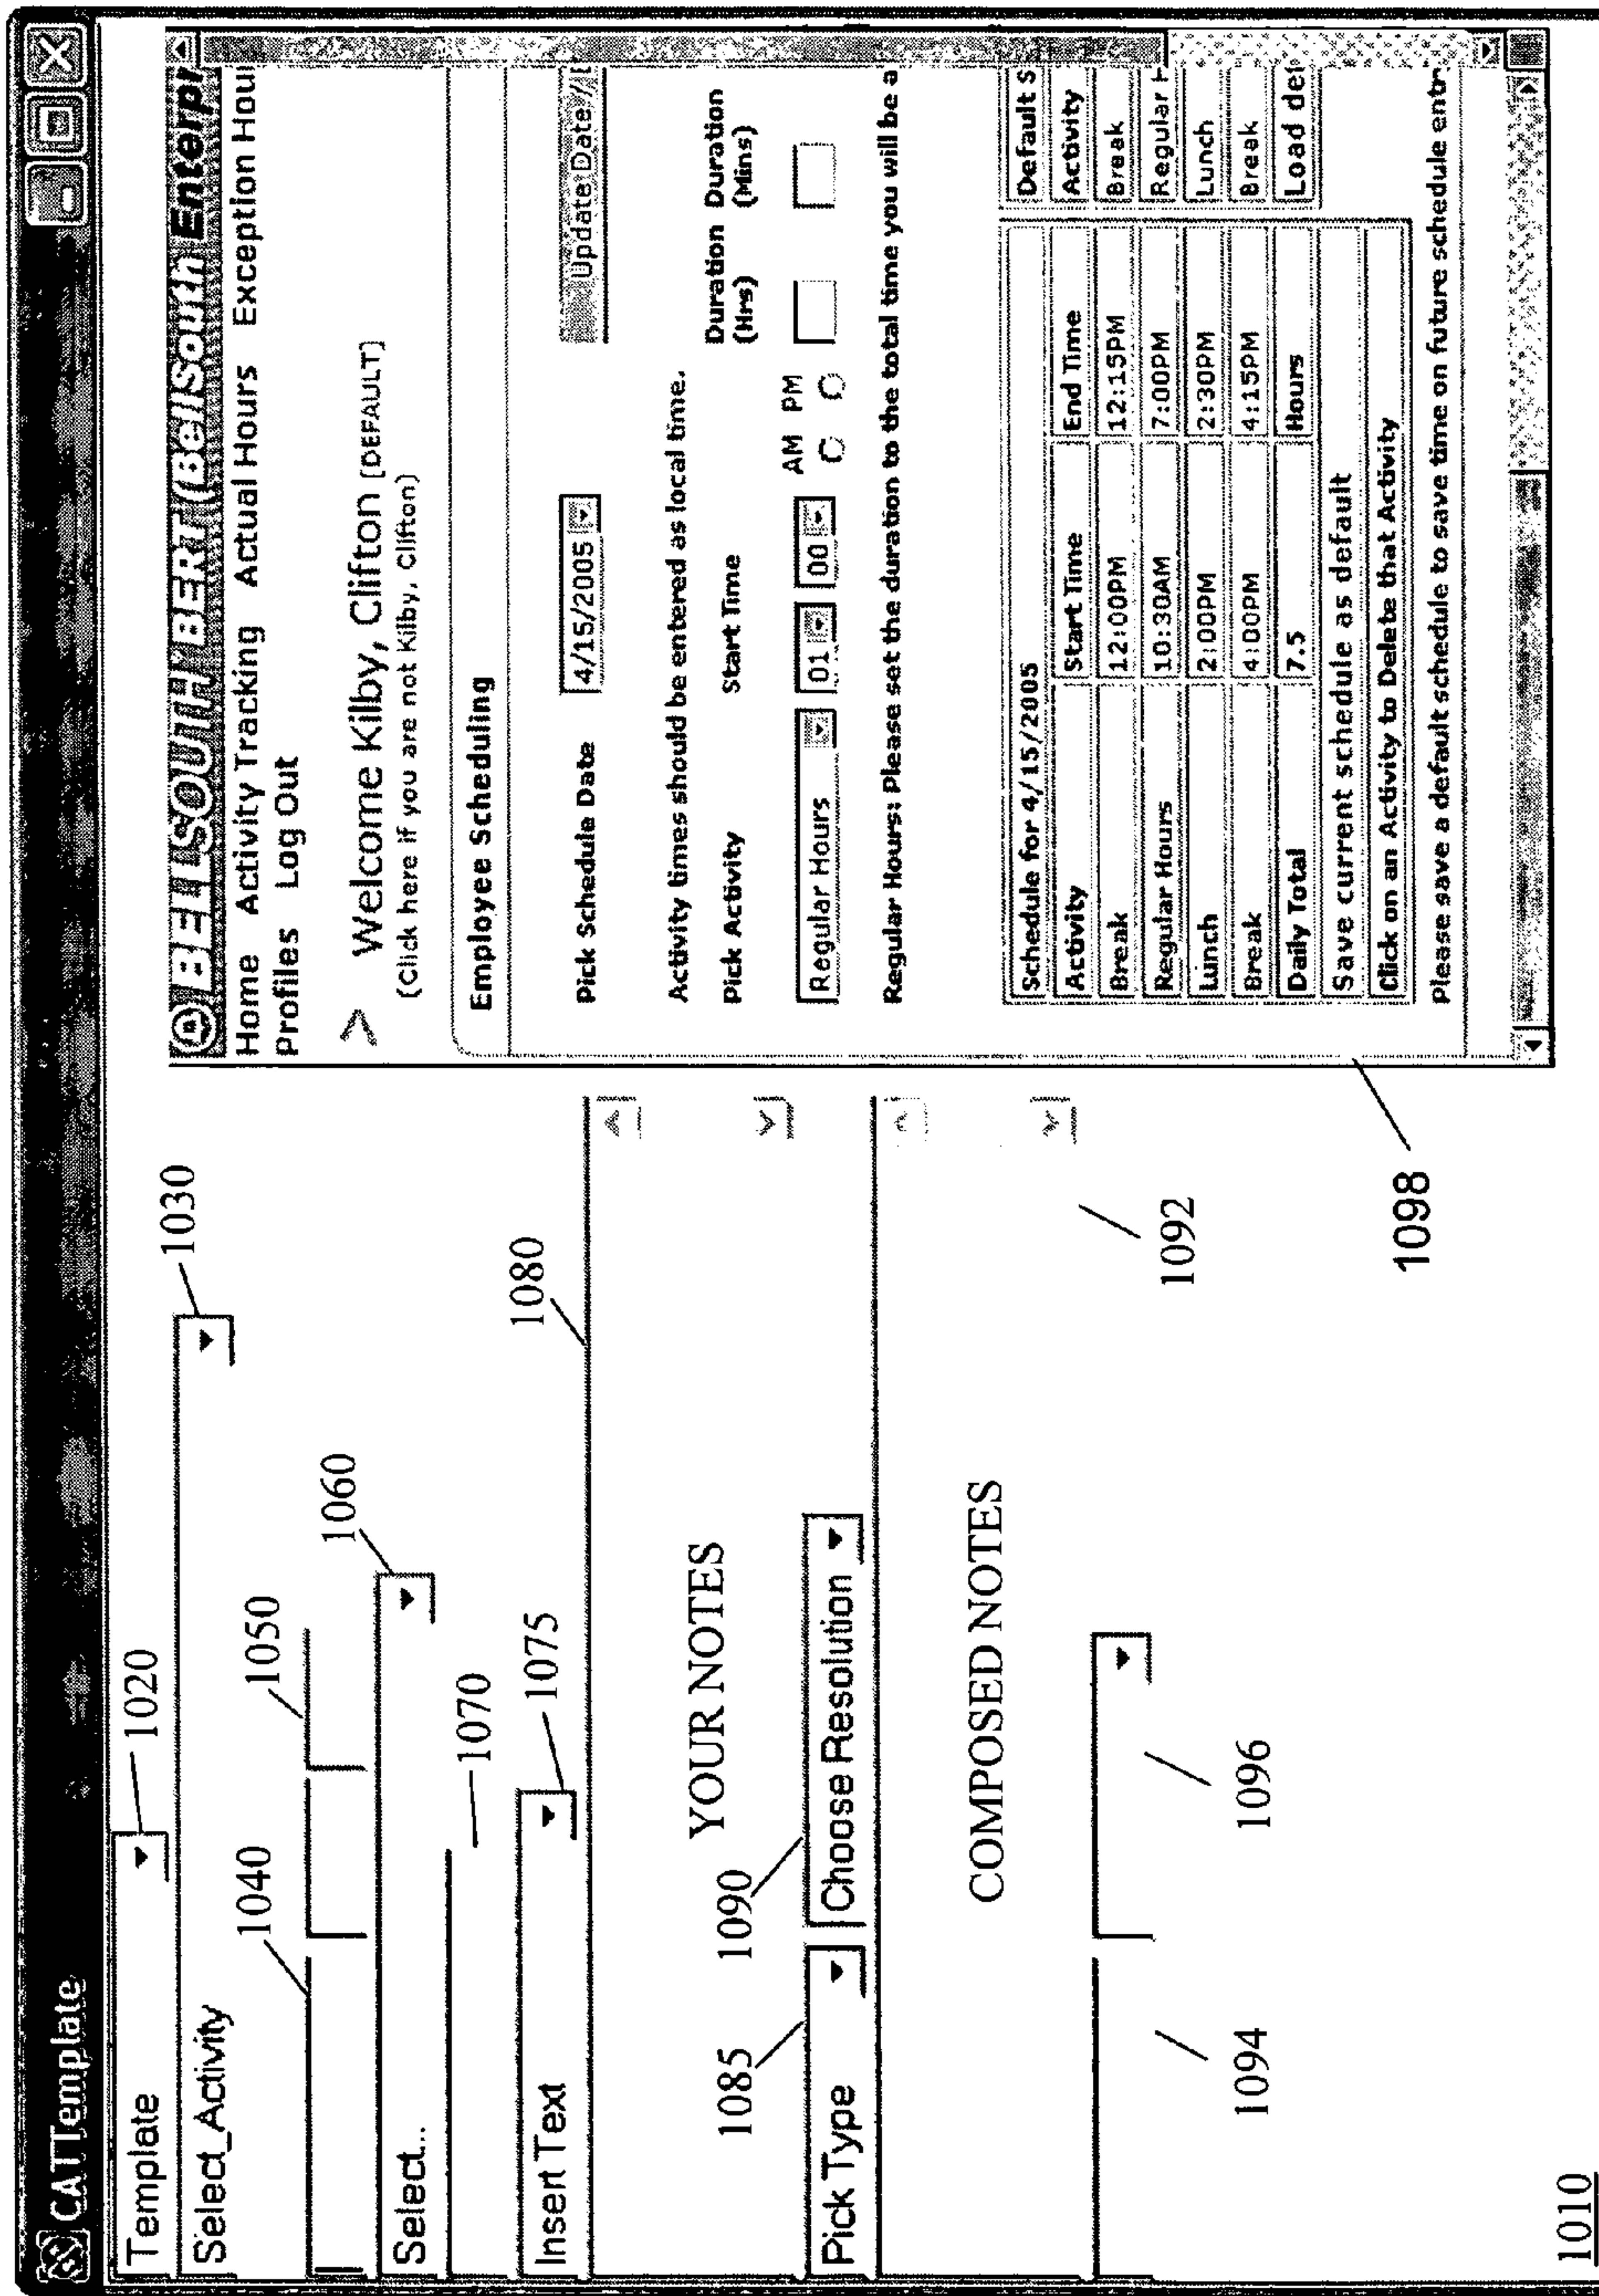 CAT Template
Template
1020
Select_Activity
1030
1040
1050
Select...
1060
1070
Insert Text
1075
1080
YOUR NOTES
1085
1090
Pick Type
Choose Resolution
COMPOSED NOTES
1092
1094
1096
1098
1010
BELLSOUTH BERT (BellSouth Enterpr
Home Activity Tracking Actual Hours Exception Hour
Profiles Log Out
> Welcome Kilby, Clifton [DEFAULT]
(Click here if you are not Kilby, Clifton)
Employee Scheduling
Pick Schedule Date 4/15/2005 Update Date /
Activity times should be entered as local time.
Pick Activity Start Time Duration (Hrs) Duration (Mins)
Regular Hours 01 00 AM PM
Regular Hours: Please set the duration to the total time you will be a
Schedule for 4/15/2005
Activity Start Time End Time
Break 12:00PM 12:15PM
Regular Hours 10:30AM 7:00PM
Lunch 2:00PM 2:30PM
Break 4:00PM 4:15PM
Daily Total 7.5 Hours
Save current schedule as default
Click on an Activity to Delete that Activity
Default S
Activity
Break
Regular H
Lunch
Break
Load def
Please save a default schedule to save time on future schedule entr